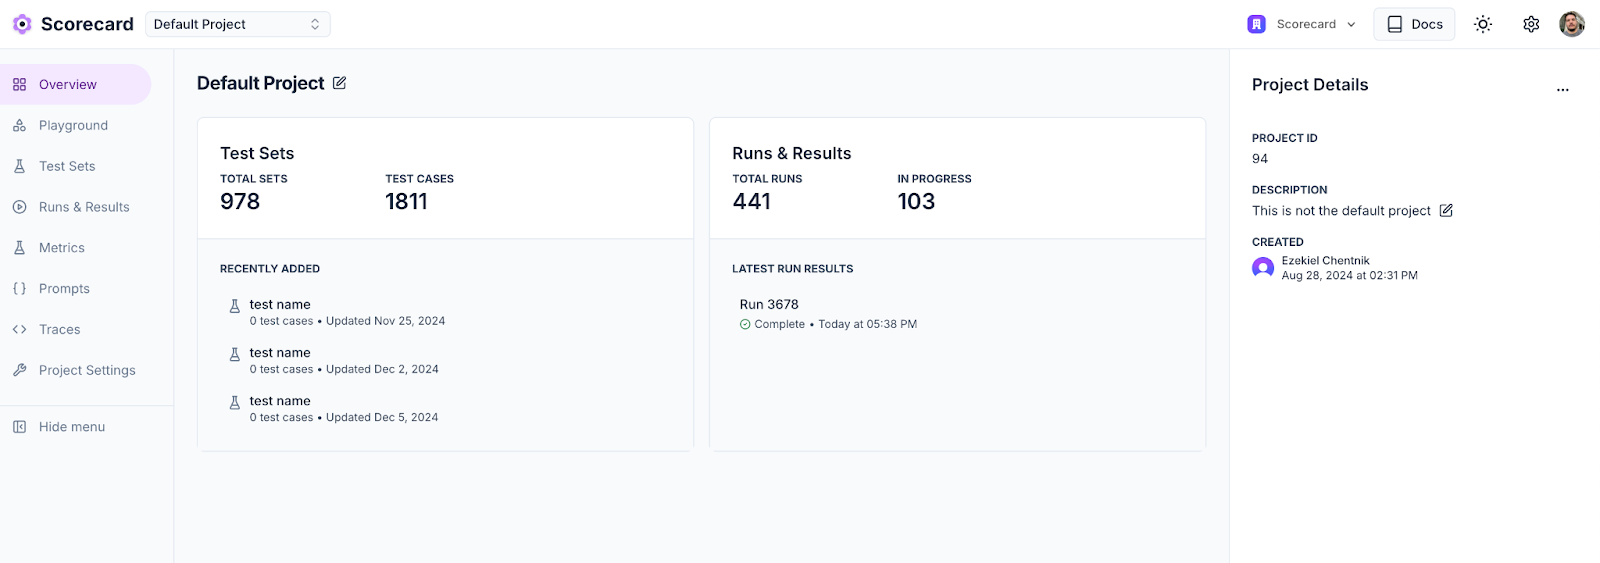 Scorecard
Default Project
Scorecard
Docs
Overview
Playground
Test Sets
Runs & Results
Metrics
Prompts
Traces
Project Settings
Hide menu
Default Project
Test Sets
TOTAL SETS
978
TEST CASES
1811
RECENTLY ADDED
test name
0 test cases • Updated Nov 25, 2024
test name
0 test cases • Updated Dec 2, 2024
test name
0 test cases • Updated Dec 5, 2024
Runs & Results
TOTAL RUNS
441
IN PROGRESS
103
LATEST RUN RESULTS
Run 3678
Complete • Today at 05:38 PM
Project Details
...
PROJECT ID
94
DESCRIPTION
This is not the default project
CREATED
Ezekiel Chentnik
Aug 28, 2024 at 02:31 PM